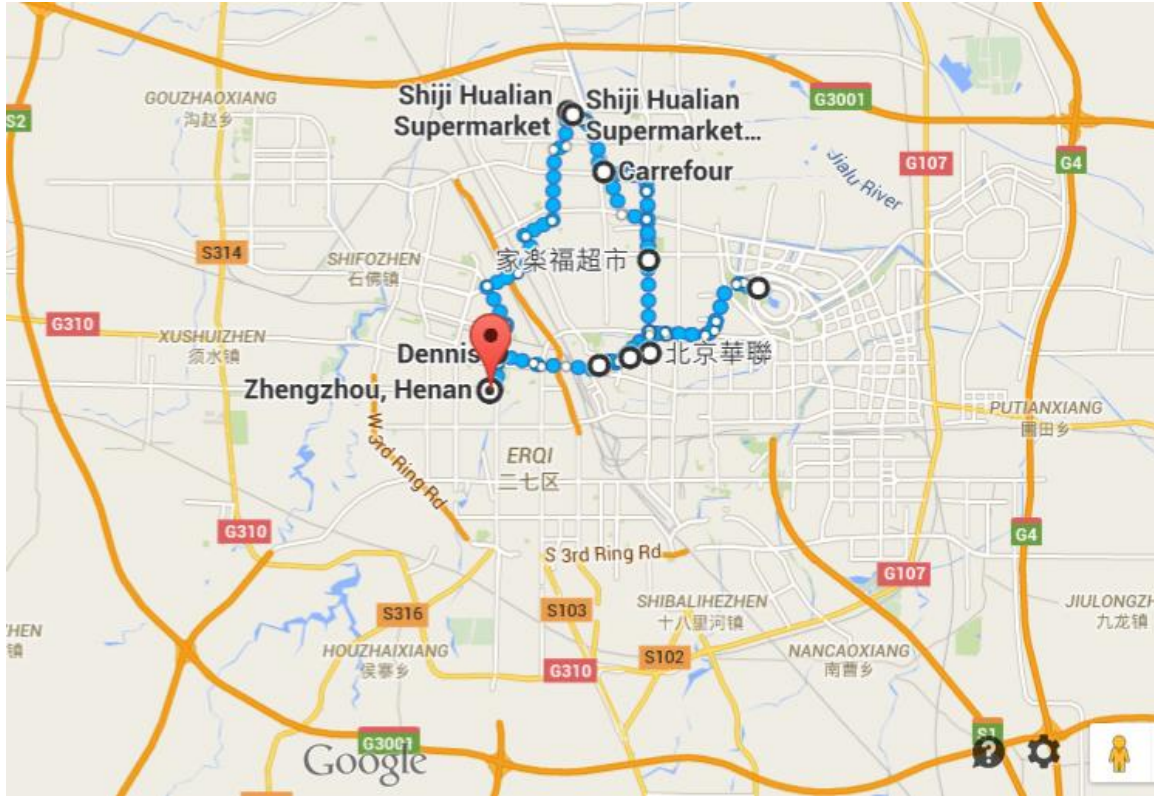 GOUZHAOXIANG
沟赵乡
Shiji Hualian
Supermarket
Shiji Hualian
Supermarket...
G3001
S2
G107
G4
Jialu River
Carrefour
S314
SHIFOZHEN
石佛镇
家楽福超市
G310
XUSHUIZHEN
须水镇
Dennis
北京華聯
Zhengzhou, Henan
PUTIANXIANG
圃田乡
W 3rd Ring Rd
ERQI
二七区
G310
S 3rd Ring Rd
G4
G107
S316
S103
SHIBALIHEZHEN
十八里河镇
JIULONGZH
九龙镇
ZHEN
镇
HOUZHAIXIANG
侯寨乡
G310
S102
NANCAOXIANG
南曹乡
G3001
Google
S1
?